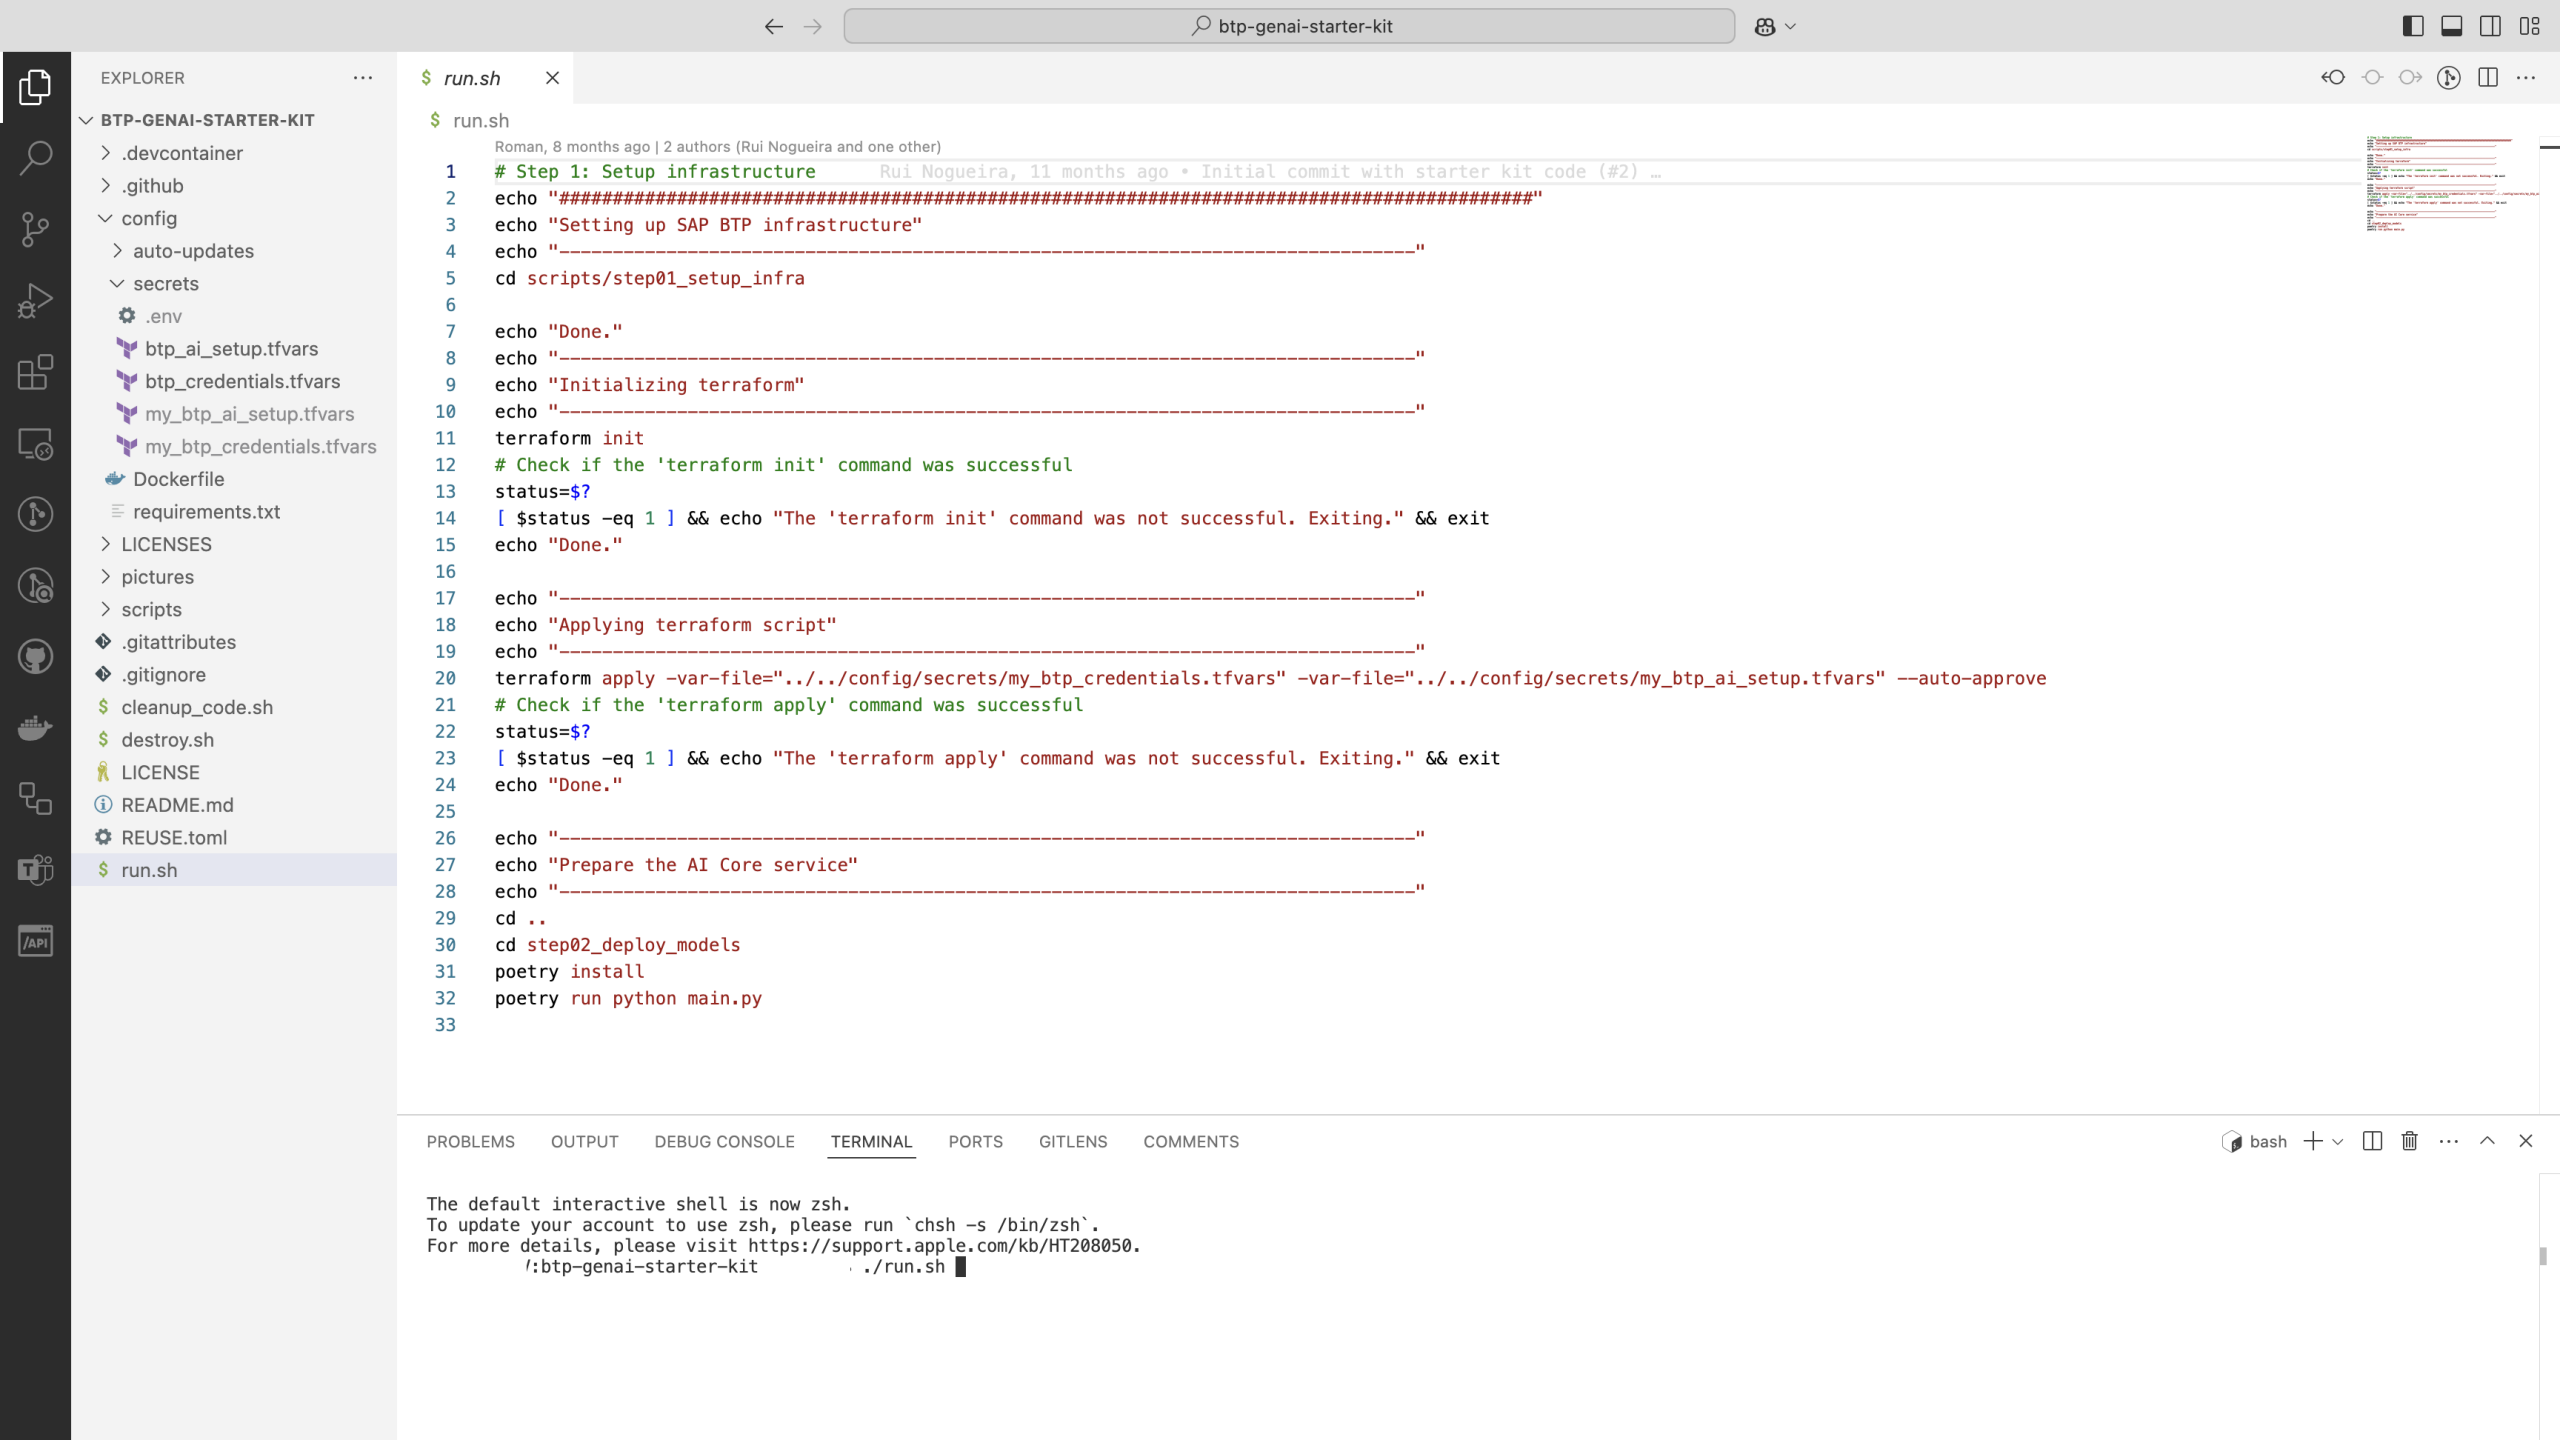 btp-genai-starter-kit
EXPLORER
BTP-GENAI-STARTER-KIT
.devcontainer
.github
config
auto-updates
secrets
.env
btp_ai_setup.tfvars
btp_credentials.tfvars
my_btp_ai_setup.tfvars
my_btp_credentials.tfvars
Dockerfile
requirements.txt
LICENSES
pictures
scripts
.gitattributes
.gitignore
$ cleanup_code.sh
$ destroy.sh
LICENSE
README.md
REUSE.toml
$ run.sh
/API
$ run.sh
$ run.sh
Roman, 8 months ago | 2 authors (Rui Nogueira and one other)
1 # Step 1: Setup infrastructure Rui Nogueira, 11 months ago • Initial commit with starter kit code (#2) …
2 echo "###########################################################################################"
3 echo "Setting up SAP BTP infrastructure"
4 echo "--------------------------------------------------------------------------------"
5 cd scripts/step01_setup_infra
6
7 echo "Done."
8 echo "--------------------------------------------------------------------------------"
9 echo "Initializing terraform"
10 echo "--------------------------------------------------------------------------------"
11 terraform init
12 # Check if the 'terraform init' command was successful
13 status=$?
14 [ $status -eq 1 ] && echo "The 'terraform init' command was not successful. Exiting." && exit
15 echo "Done."
16
17 echo "--------------------------------------------------------------------------------"
18 echo "Applying terraform script"
19 echo "--------------------------------------------------------------------------------"
20 terraform apply -var-file="../../config/secrets/my_btp_credentials.tfvars" -var-file="../../config/secrets/my_btp_ai_setup.tfvars" --auto-approve
21 # Check if the 'terraform apply' command was successful
22 status=$?
23 [ $status -eq 1 ] && echo "The 'terraform apply' command was not successful. Exiting." && exit
24 echo "Done."
25
26 echo "--------------------------------------------------------------------------------"
27 echo "Prepare the AI Core service"
28 echo "--------------------------------------------------------------------------------"
29 cd ..
30 cd step02_deploy_models
31 poetry install
32 poetry run python main.py
33
PROBLEMS OUTPUT DEBUG CONSOLE TERMINAL PORTS GITLENS COMMENTS
bash
The default interactive shell is now zsh.
To update your account to use zsh, please run `chsh -s /bin/zsh`.
For more details, please visit https://support.apple.com/kb/HT208050.
:btp-genai-starter-kit ./run.sh